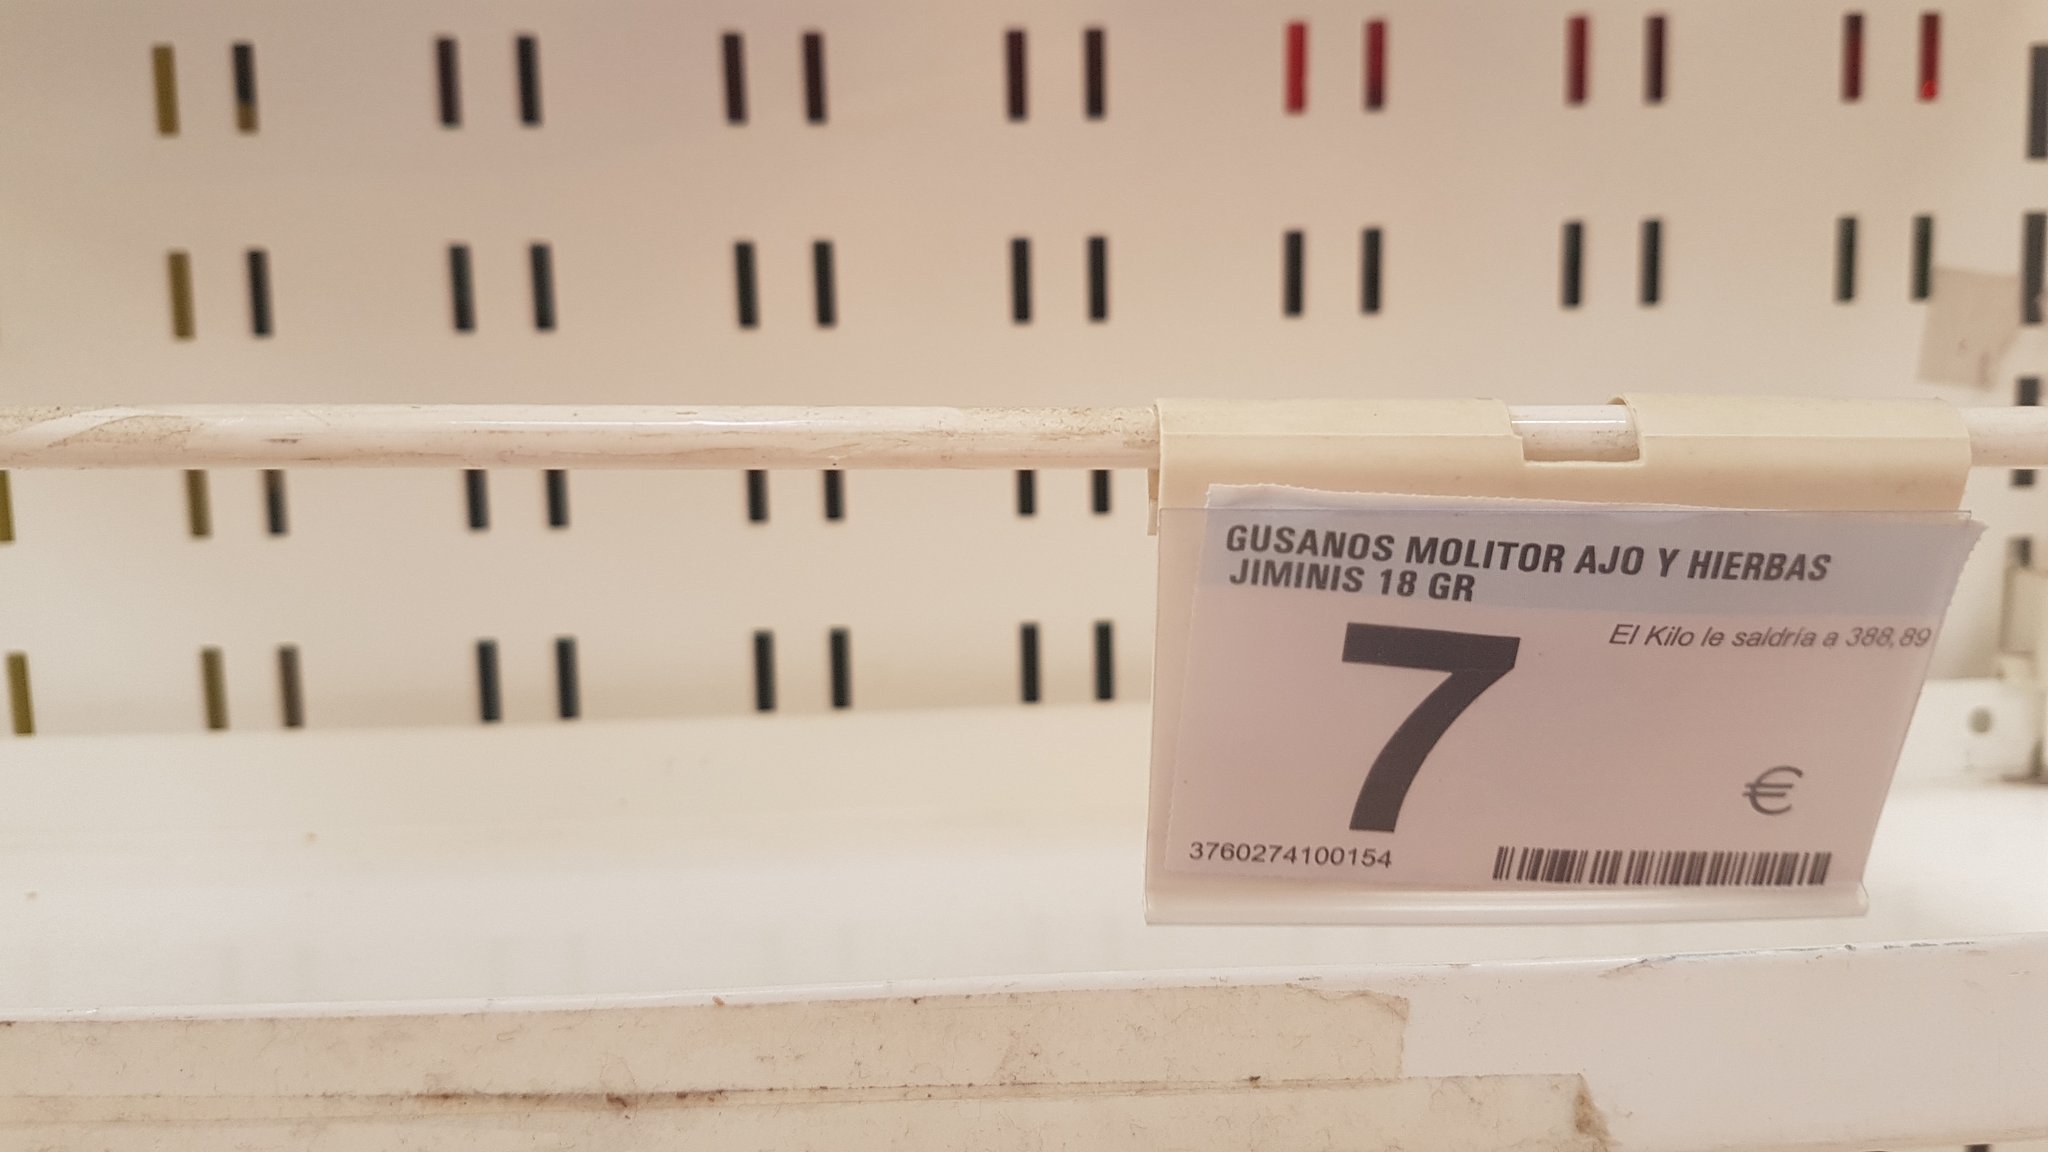 GUSANOS MOLITOR AJO Y HIERBAS
JIMINIS 18 GR
El Kilo le saldría a 388,89
7 €
3760274100154